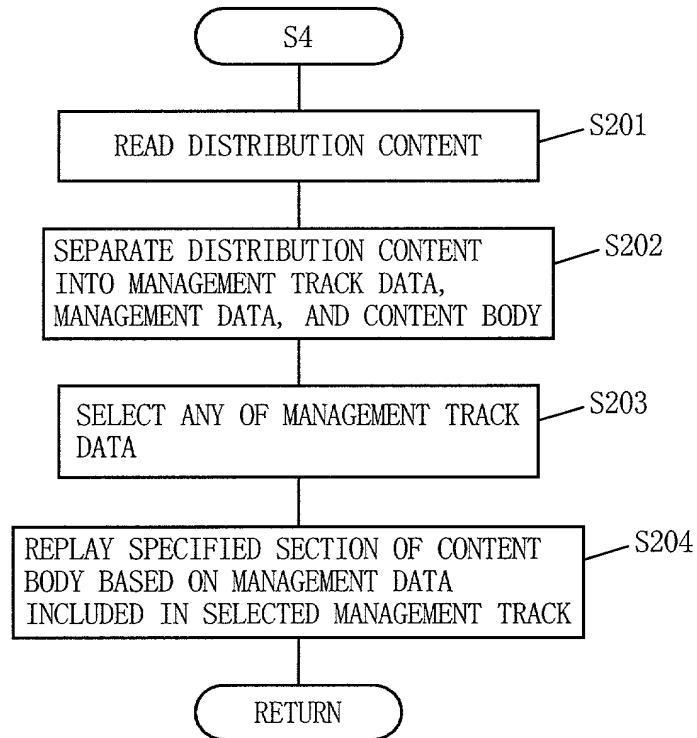 S4
READ DISTRIBUTION CONTENT
S201
SEPARATE DISTRIBUTION CONTENT
INTO MANAGEMENT TRACK DATA,
MANAGEMENT DATA, AND CONTENT BODY
S202
SELECT ANY OF MANAGEMENT TRACK
DATA
S203
REPLAY SPECIFIED SECTION OF CONTENT
BODY BASED ON MANAGEMENT DATA
INCLUDED IN SELECTED MANAGEMENT TRACK
S204
RETURN